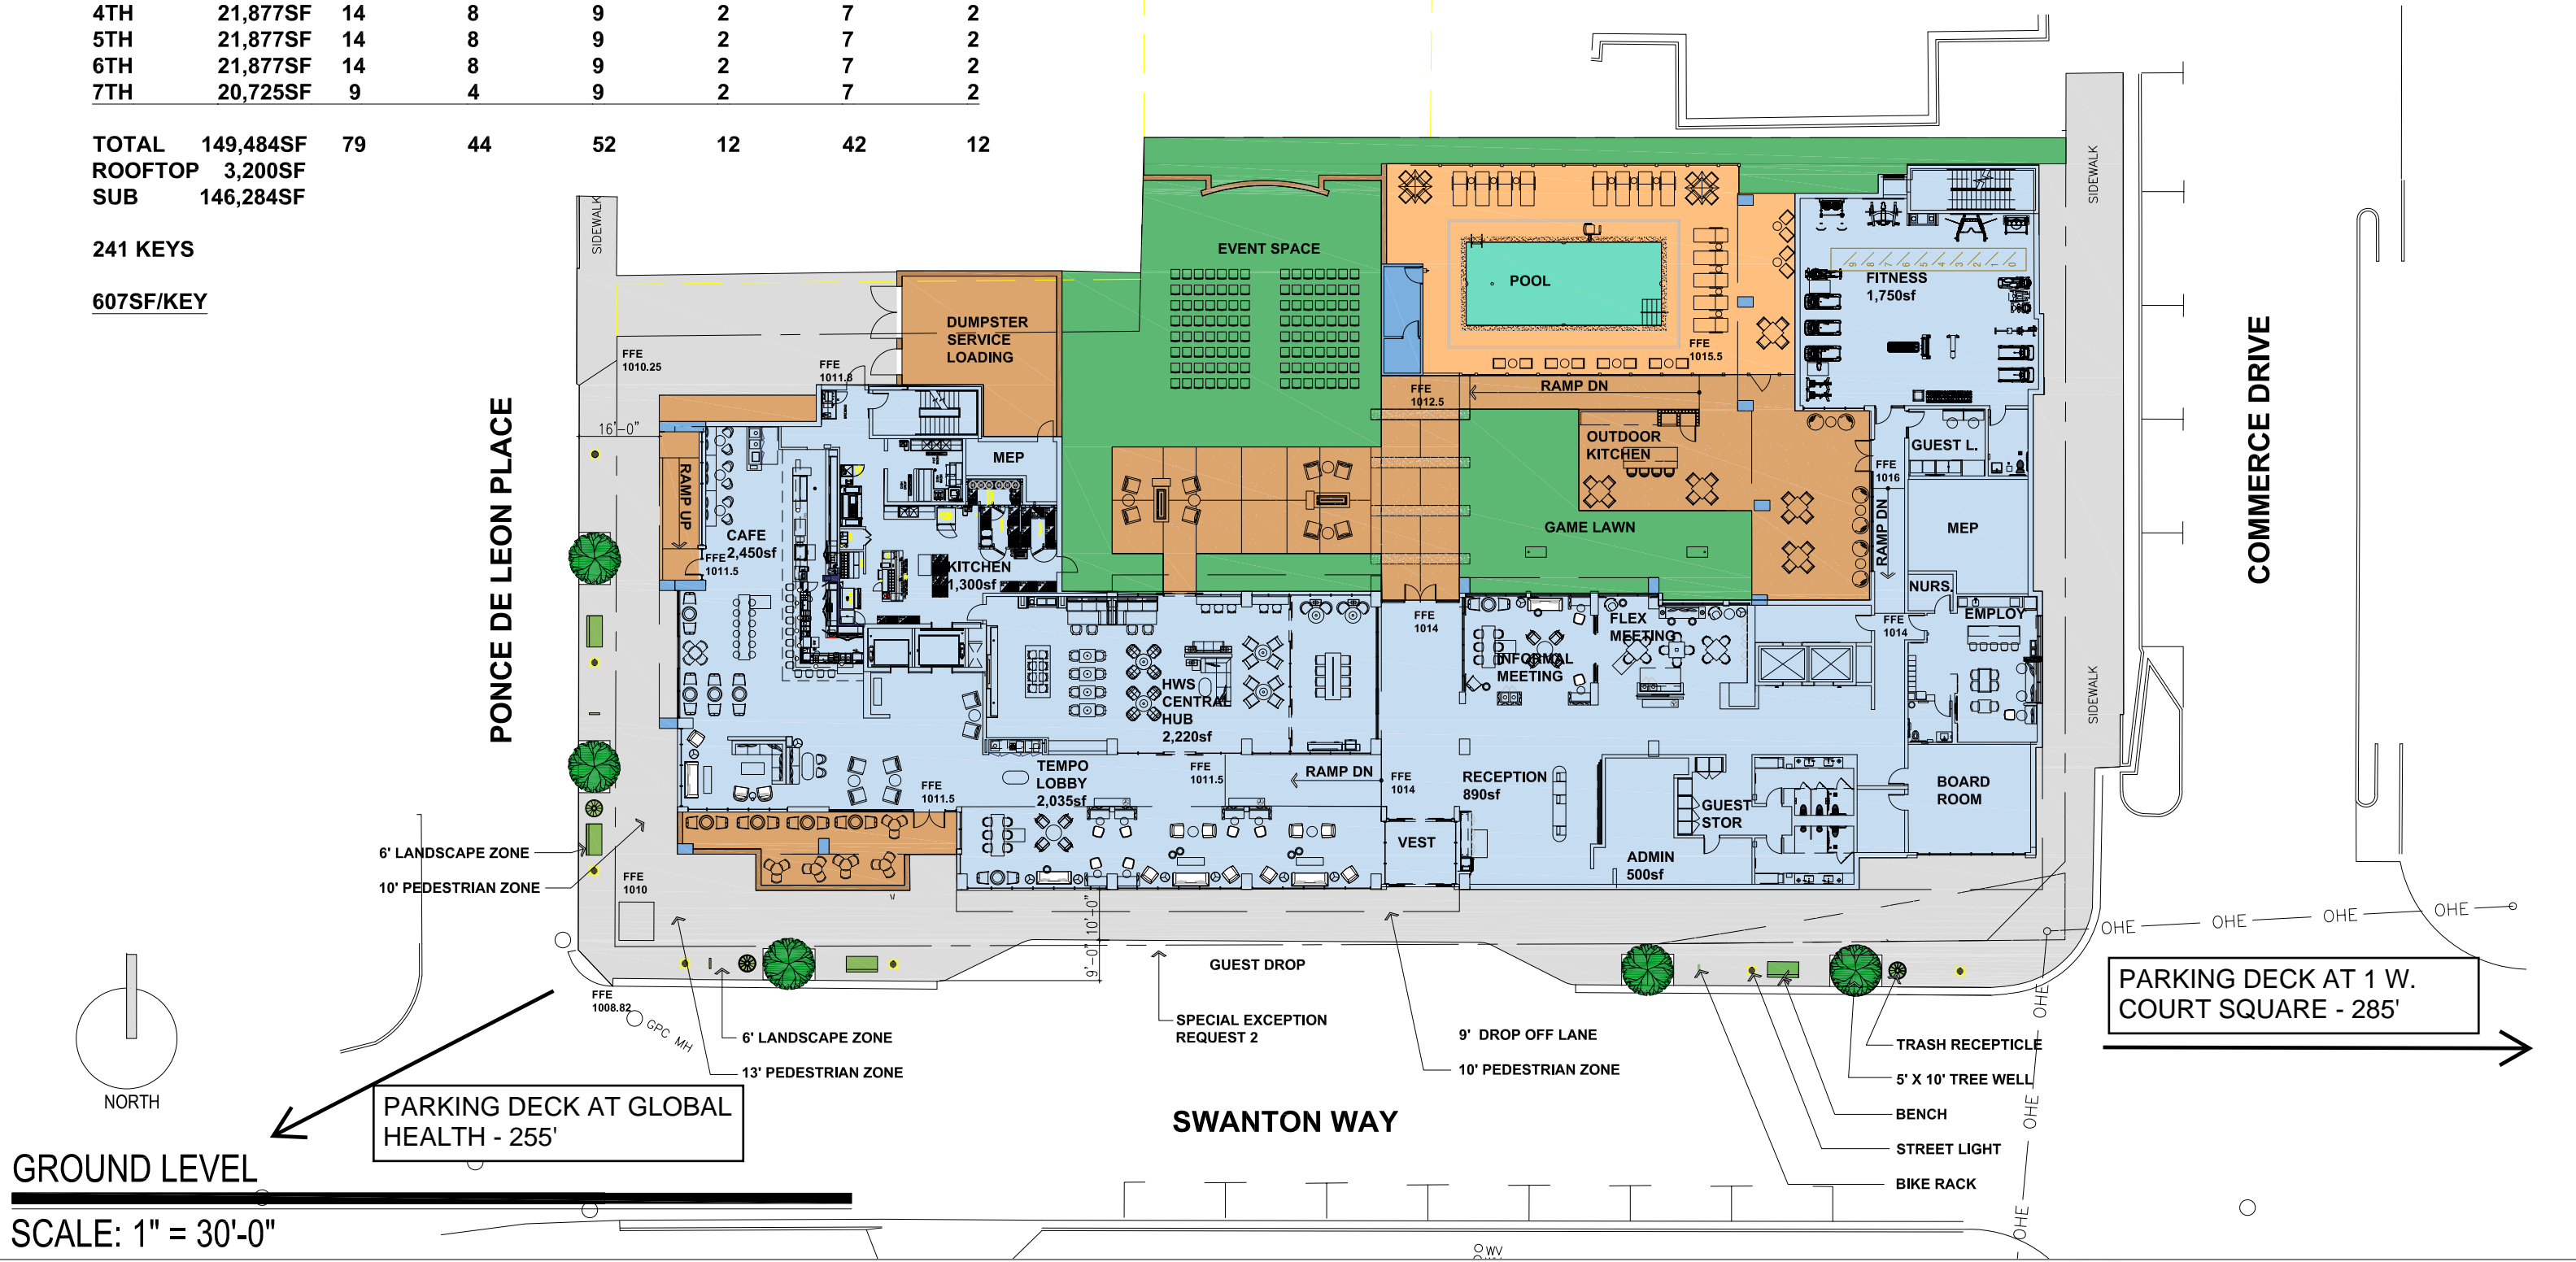 4TH 21,877SF 14 8 9 2 7 2
5TH 21,877SF 14 8 9 2 7 2
6TH 21,877SF 14 8 9 2 7 2
7TH 20,725SF 9 4 9 2 7 2
TOTAL 149,484SF 79 44 52 12 42 12
ROOFTOP 3,200SF
SUB 146,284SF
241 KEYS
607SF/KEY
SIDEWALK
SIDEWALK
SIDEWALK
PONCE DE LEON PLACE
COMMERCE DRIVE
EVENT SPACE
POOL
FITNESS
1,750sf
9 8 7 6 5 4 3 2 1 0
DUMPSTER
SERVICE
LOADING
FFE
1010.25
FFE
1011.8
FFE
1015.5
FFE
1012.5
RAMP DN
16'-0"
RAMP UP
MEP
OUTDOOR
KITCHEN
GUEST L.
FFE
1016
RAMP DN
MEP
GAME LAWN
CAFE
2,450sf
FFE
1011.5
KITCHEN
1,300sf
NURS.
EMPLOY
FFE
1014
FFE
1014
FLEX
MEETING
INFORMAL
MEETING
HWS
CENTRAL
HUB
2,220sf
TEMPO
LOBBY
2,035sf
FFE
1011.5
FFE
1011.5
RAMP DN
FFE
1014
RECEPTION
890sf
GUEST
STOR
BOARD
ROOM
VEST
ADMIN
500sf
6' LANDSCAPE ZONE
10' PEDESTRIAN ZONE
FFE
1010
10'-0"
9'-0"
GUEST DROP
OHE OHE OHE OHE
OHE
OHE
OHE
FFE
1008.82
GPC MH
6' LANDSCAPE ZONE
13' PEDESTRIAN ZONE
SPECIAL EXCEPTION
REQUEST 2
9' DROP OFF LANE
10' PEDESTRIAN ZONE
PARKING DECK AT 1 W.
COURT SQUARE - 285'
TRASH RECEPTICLE
5' X 10' TREE WELL
BENCH
STREET LIGHT
BIKE RACK
NORTH
PARKING DECK AT GLOBAL
HEALTH - 255'
SWANTON WAY
GROUND LEVEL
SCALE: 1" = 30'-0"
WV